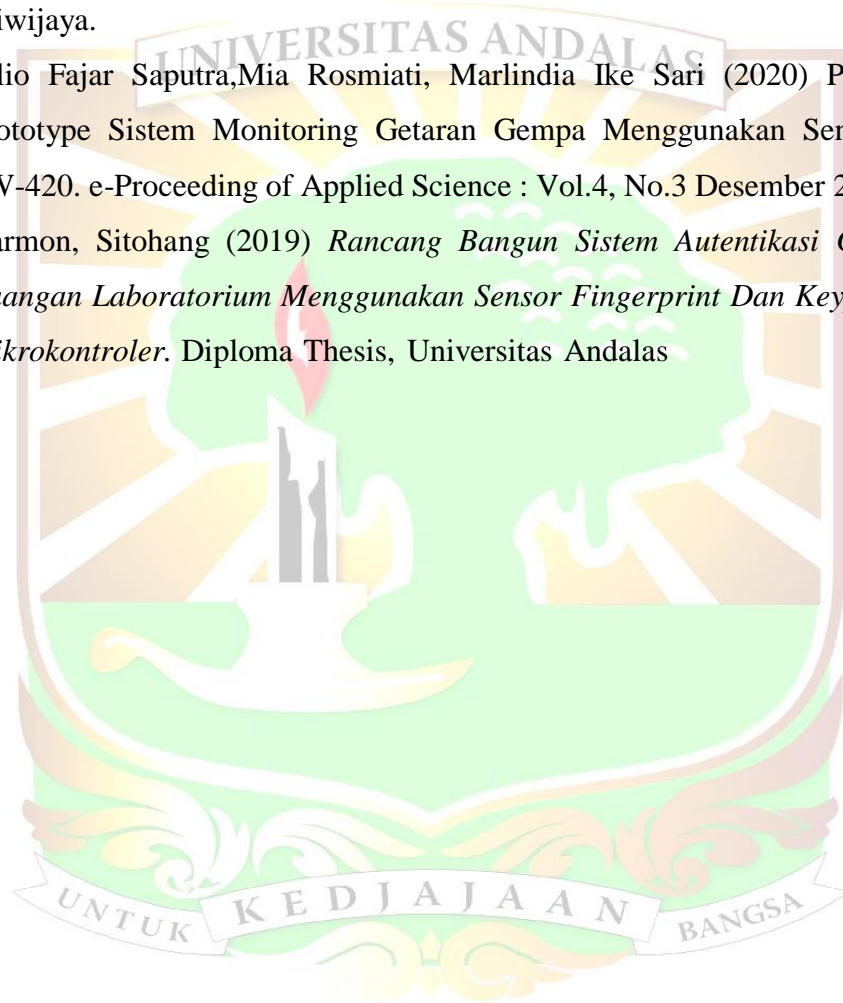 iwijaya.
UNIVERSITAS ANDALAS
lio Fajar Saputra,Mia Rosmiati, Marlindia Ike Sari (2020) P
ototype Sistem Monitoring Getaran Gempa Menggunakan Sen
W-420. e-Proceeding of Applied Science : Vol.4, No.3 Desember 2
armon, Sitohang (2019) Rancang Bangun Sistem Autentikasi
uangan Laboratorium Menggunakan Sensor Fingerprint Dan Key
ikrokontroler. Diploma Thesis, Universitas Andalas
UNTUK KEDJAJAAN BANGSA